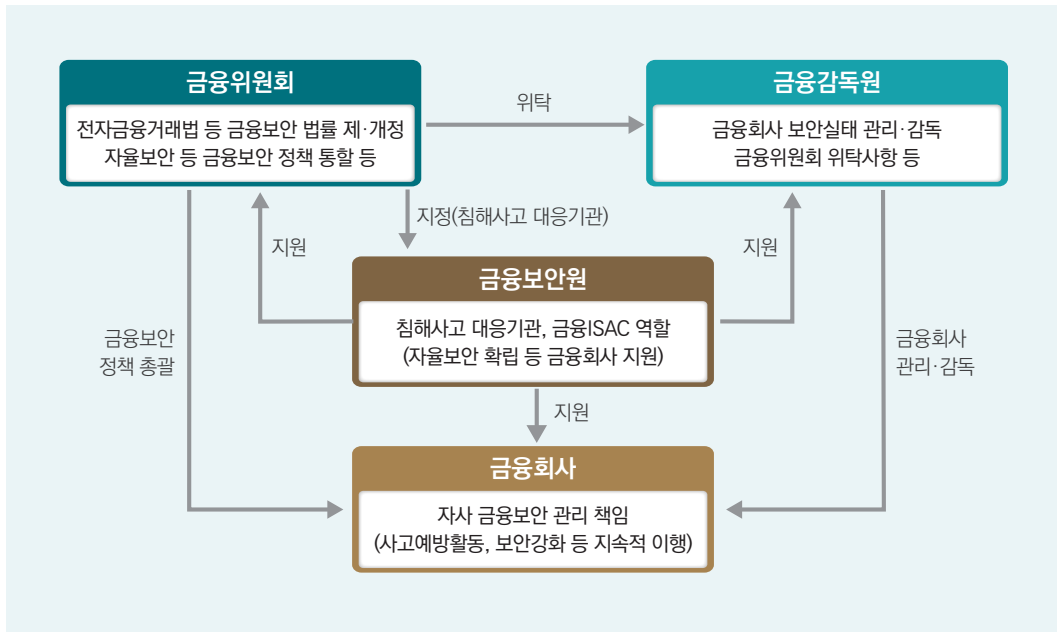 금융위원회
전자금융거래법 등 금융보안 법률 제·개정
자율보안 등 금융보안 정책 통할 등
위탁
금융감독원
금융회사 보안실태 관리·감독
금융위원회 위탁사항 등
지정(침해사고 대응기관)
지원
지원
금융보안원
침해사고 대응기관, 금융ISAC 역할
(자율보안 확립 등 금융회사 지원)
금융보안
정책 총괄
금융회사
관리·감독
지원
금융회사
자사 금융보안 관리 책임
(사고예방활동, 보안강화 등 지속적 이행)